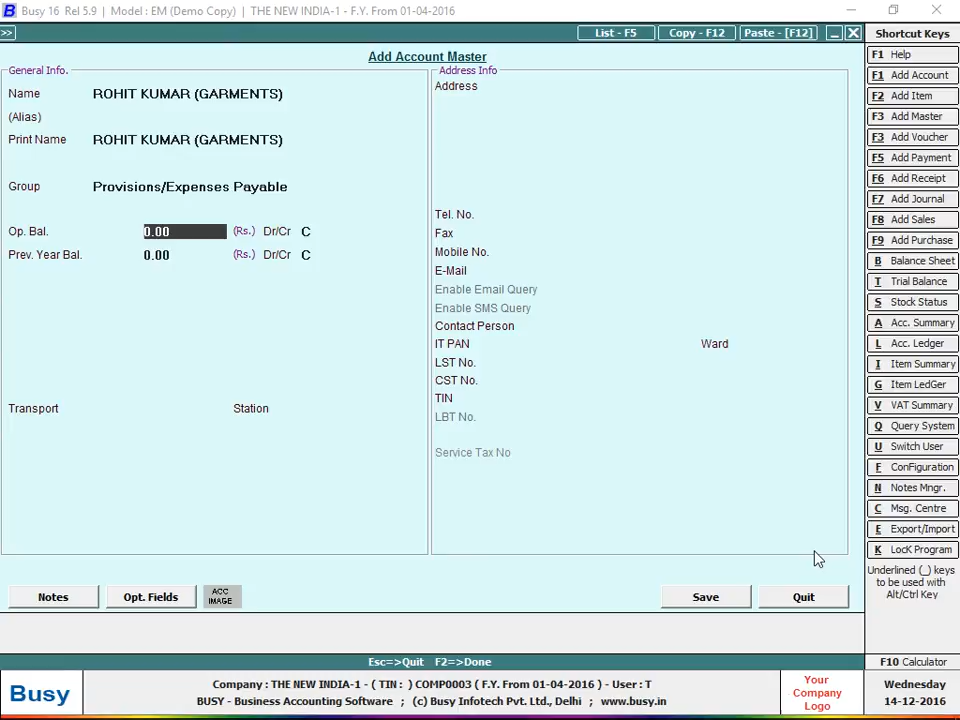 Busy 16 Rel 5.9 | Model : EM (Demo Copy) | THE NEW INDIA-1 - F.Y. From 01-04-2016
>> List - F5 Copy - F12 Paste - [F12]
Add Account Master
General Info.
Name ROHIT KUMAR (GARMENTS)
(Alias)
Print Name ROHIT KUMAR (GARMENTS)
Group Provisions/Expenses Payable
Op. Bal. 0.00 (Rs.) Dr/Cr C
Prev. Year Bal. 0.00 (Rs.) Dr/Cr C
Transport Station
Address Info
Address
Tel. No.
Fax
Mobile No.
E-Mail
Enable Email Query
Enable SMS Query
Contact Person
IT PAN Ward
LST No.
CST No.
TIN
LBT No.
Service Tax No
Notes Opt. Fields ACC IMAGE Save Quit
Esc=>Quit F2=>Done
Shortcut Keys
F1 Help
F1 Add Account
F2 Add Item
F3 Add Master
F3 Add Voucher
F5 Add Payment
F6 Add Receipt
F7 Add Journal
F8 Add Sales
F9 Add Purchase
B Balance Sheet
T Trial Balance
S Stock Status
A Acc. Summary
L Acc. Ledger
I Item Summary
G Item LedGer
V VAT Summary
Q Query System
U Switch User
F ConFiguration
N Notes Mngr.
C Msg. Centre
E Export/Import
K LocK Program
Underlined (_) keys
to be used with
Alt/Ctrl Key
F10 Calculator
Busy
Company : THE NEW INDIA-1 - ( TIN : ) COMP0003 ( F.Y. From 01-04-2016 ) - User : T
BUSY - Business Accounting Software ; (c) Busy Infotech Pvt. Ltd., Delhi ; www.busy.in
Your
Company
Logo
Wednesday
14-12-2016